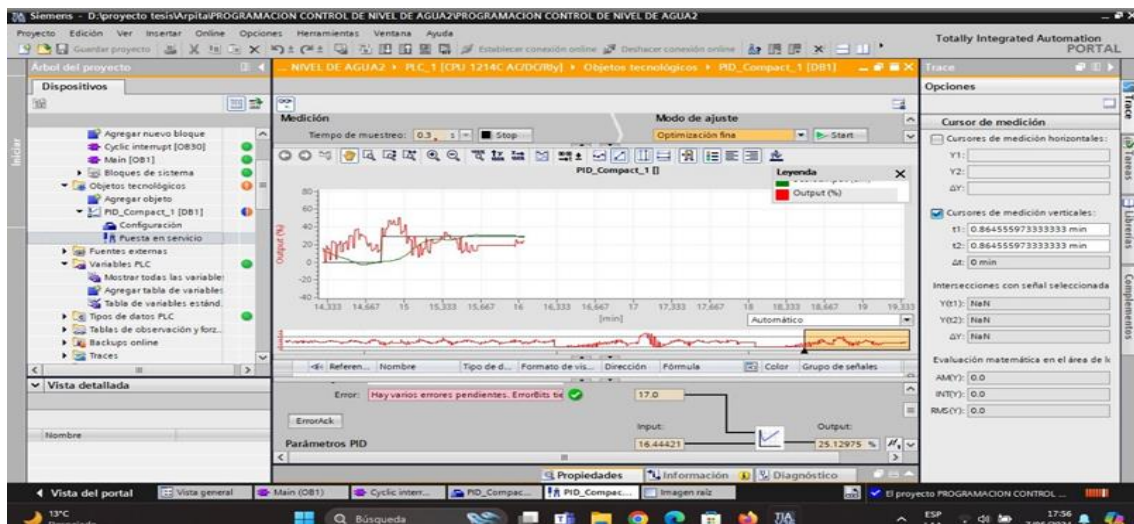 Siemens - D:\proyecto tesis\Arpita\PROGRAMACION CONTROL DE NIVEL DE AGUA2\PROGRAMACION CONTROL DE NIVEL DE AGUA2
Proyecto Edición Ver Insertar Online Opciones Herramientas Ventana Ayuda
Guardar proyecto Establecer conexión online Deshacer conexión online
Totally Integrated Automation
PORTAL
Árbol del proyecto
... NIVEL DE AGUA2 PLC_1 [CPU 1214C AC/DC/Rly] Objetos tecnológicos PID_Compact_1 [DB1]
Trace
Dispositivos
Opciones
Iniciar
Agregar nuevo bloque
Cyclic interrupt [OB30]
Main [OB1]
Bloques de sistema
Objetos tecnológicos
Agregar objeto
PID_Compact_1 [DB1]
Configuración
Puesta en servicio
Fuentes externas
Variables PLC
Mostrar todas las variable
Agregar tabla de variables
Tabla de variables estánd.
Tipos de datos PLC
Tablas de observación y forz...
Backups online
Traces
Vista detallada
Nombre
Medición
Modo de ajuste
Tiempo de muestreo: 0.3 s Stop
Optimización fina Start
PID_Compact_1 []
Leyenda
Output (%)
Output (%)
80
60
40
20
0
-20
-40
14,333 14,667 15 15,333 15,667 16 16,333 16,667 17 17,333 17,667 18 18,333 18,667 19 19,333
[min]
Automático
Referen... Nombre Tipo de d... Formato de vis... Dirección Fórmula Color Grupo de señales
Error: Hay varios errores pendientes. ErrorBits tie
17.0
ErrorAck
Input: Output:
Parámetros PID
16.44421 25.12975 %
Propiedades Información Diagnóstico
Cursor de medición
Cursores de medición horizontales:
Y1:
Y2:
ΔY:
Cursores de medición verticales:
t1: 0.864555973333333 min
t2: 0.864555973333333 min
Δt: 0 min
Intersecciones con señal seleccionada
Y(t1): NaN
Y(t2): NaN
ΔY: NaN
Evaluación matemática en el área de
AM(Y): 0.0
INT(Y): 0.0
RMS(Y): 0.0
Trace
Tareas
Librerías
Complementos
Vista del portal Vista general Main (OB1) Cyclic interr... PID_Compac... PID_Compac... Imagen raíz El proyecto PROGRAMACION CONTROL ...
13°C
Búsqueda
ESP
17:56